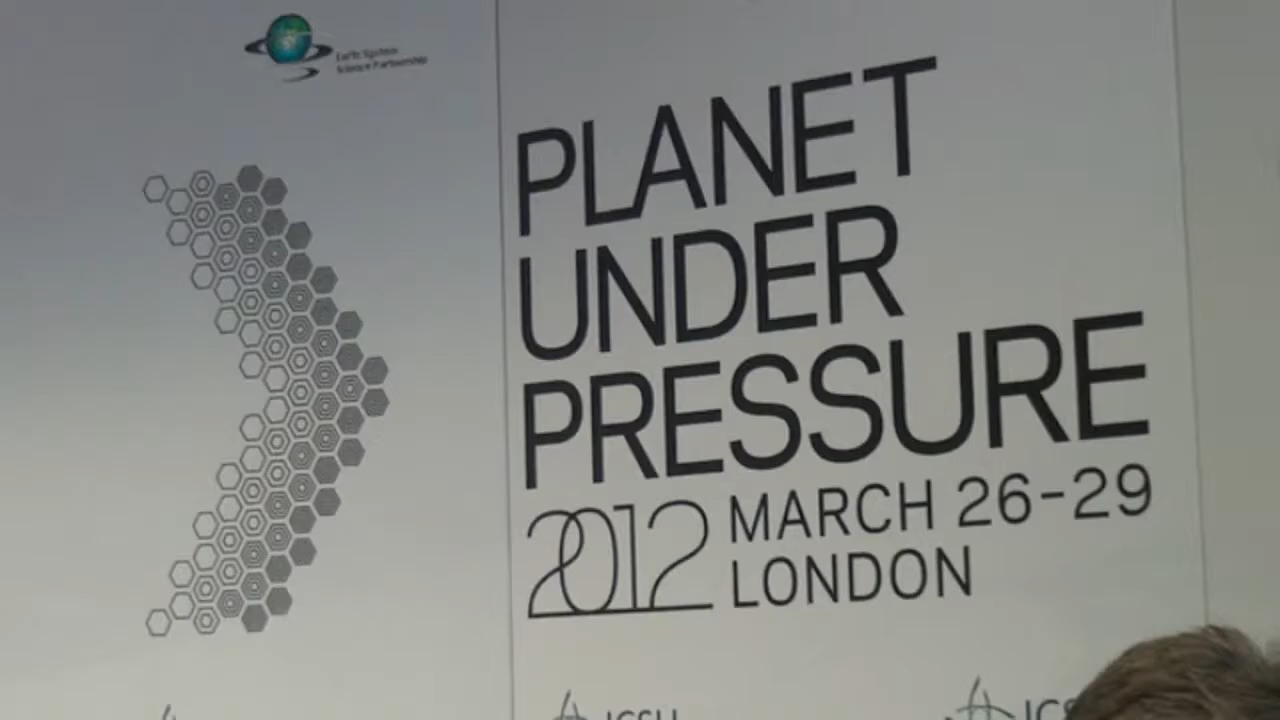 Earth System
Science Partnership
PLANET
UNDER
PRESSURE
2012 MARCH 26-29
LONDON
ICSU